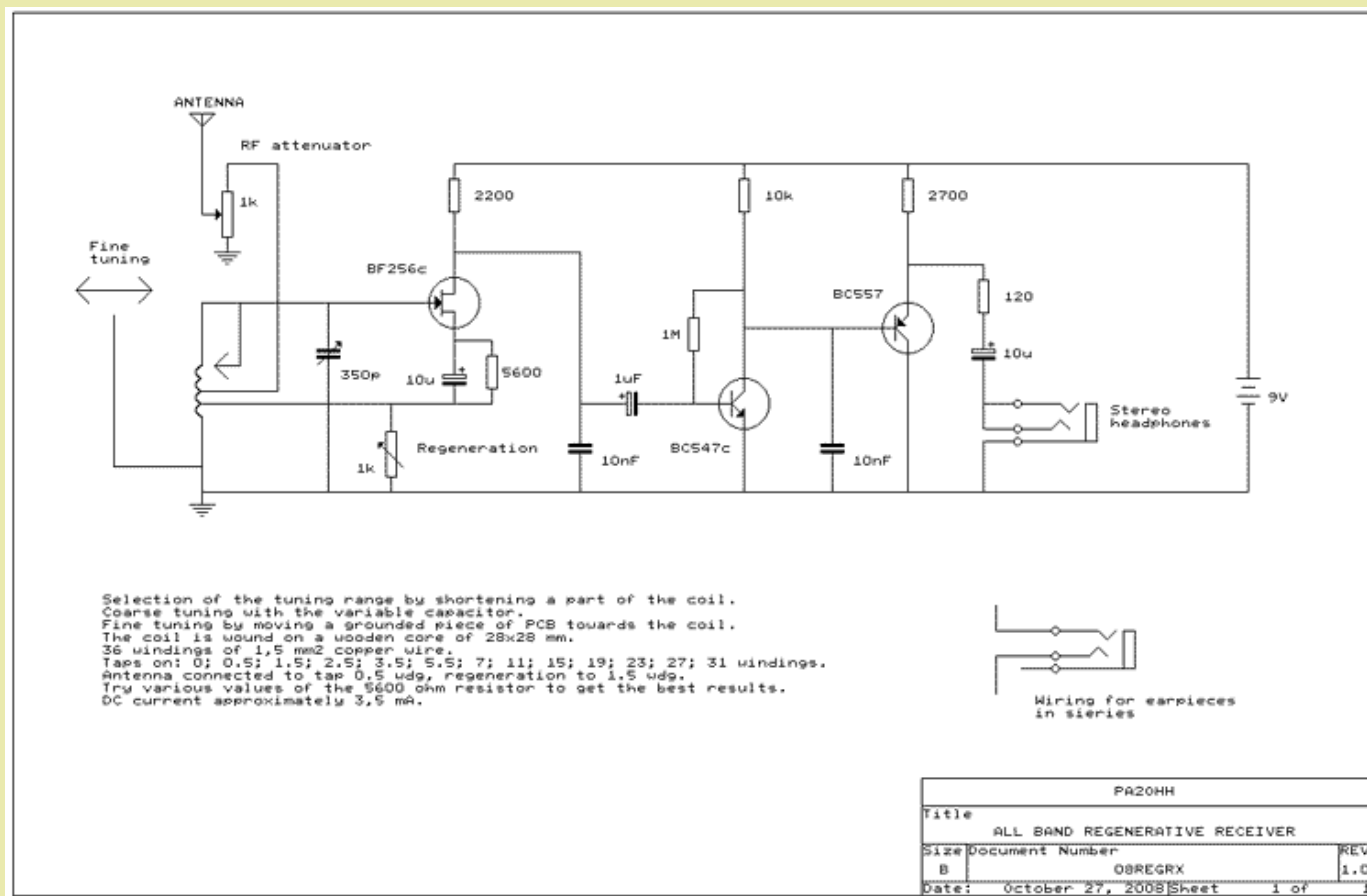 ANTENNA
RF attenuator
1k
Fine
tuning
2200
10k
2700
BF256c
BC557
120
1M
350p
10u
+
5600
1uF
+
+
10u
Stereo
headphones
9V
Regeneration
1k
10nF
BC547c
10nF
Selection of the tuning range by shortening a part of the coil.
Coarse tuning with the variable capacitor.
Fine tuning by moving a grounded piece of PCB towards the coil.
The coil is wound on a wooden core of 28x28 mm.
36 windings of 1,5 mm2 copper wire.
Taps on: 0; 0.5; 1.5; 2.5; 3.5; 5.5; 7; 11; 15; 19; 23; 27; 31 windings.
Antenna connected to tap 0.5 wdg, regeneration to 1.5 wdg.
Try various values of the 5600 ohm resistor to get the best results.
DC current approximately 3,5 mA.
Wiring for earpieces
in sieries
PA2OHH
Title
ALL BAND REGENERATIVE RECEIVER
Size Document Number REV
B 08REGRX 1.0
Date: October 27, 2008 Sheet 1 of 1